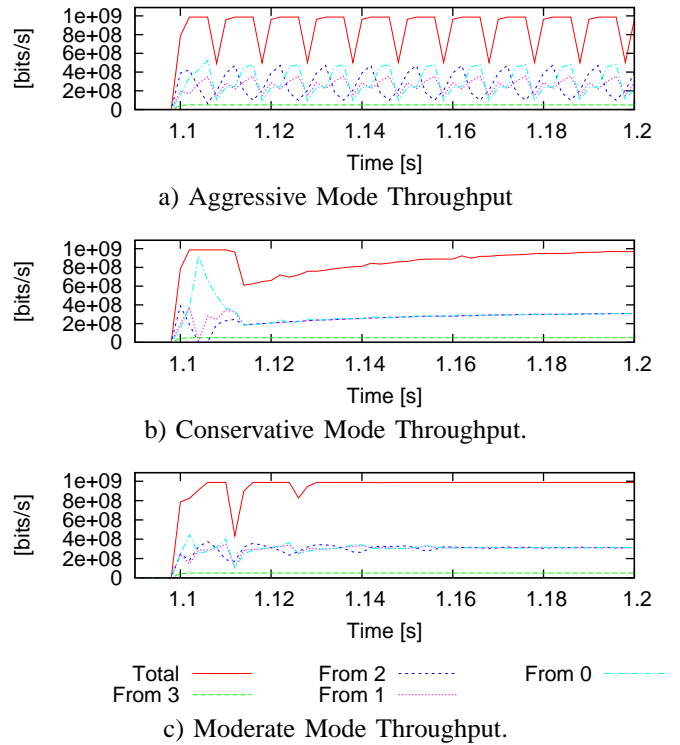 [bits/s]
1e+09
8e+08
6e+08
4e+08
2e+08
0
1.1 1.12 1.14 1.16 1.18 1.2
Time [s]
a) Aggressive Mode Throughput
[bits/s]
1e+09
8e+08
6e+08
4e+08
2e+08
0
1.1 1.12 1.14 1.16 1.18 1.2
Time [s]
b) Conservative Mode Throughput.
[bits/s]
1e+09
8e+08
6e+08
4e+08
2e+08
0
1.1 1.12 1.14 1.16 1.18 1.2
Time [s]
Total From 2 From 0
From 3 From 1
c) Moderate Mode Throughput.